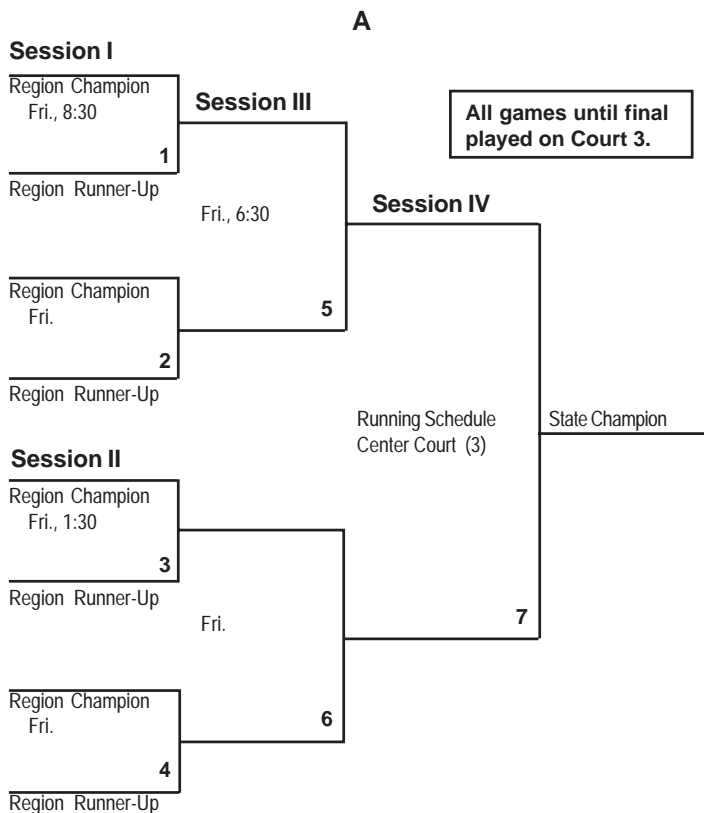 A
Session I
Region Champion
Fri., 8:30
1
Region Runner-Up
Session III
Fri., 6:30
All games until final
played on Court 3.
Session IV
Region Champion
Fri.
2
Region Runner-Up
5
Running Schedule
Center Court (3)
State Champion
Session II
Region Champion
Fri., 1:30
3
Region Runner-Up
Fri.
7
Region Champion
Fri.
4
Region Runner-Up
6